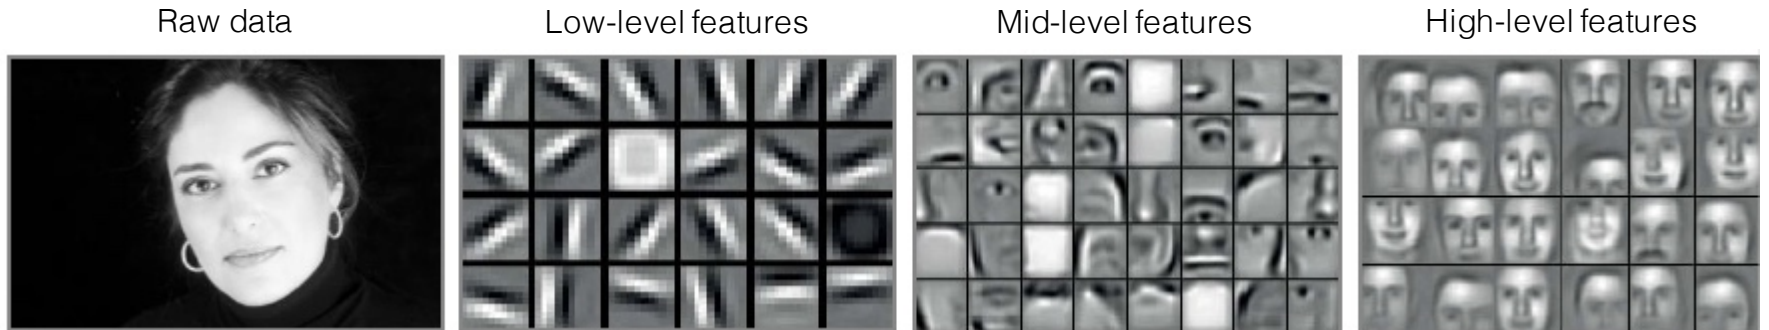 Raw data
Low-level features
Mid-level features
High-level features